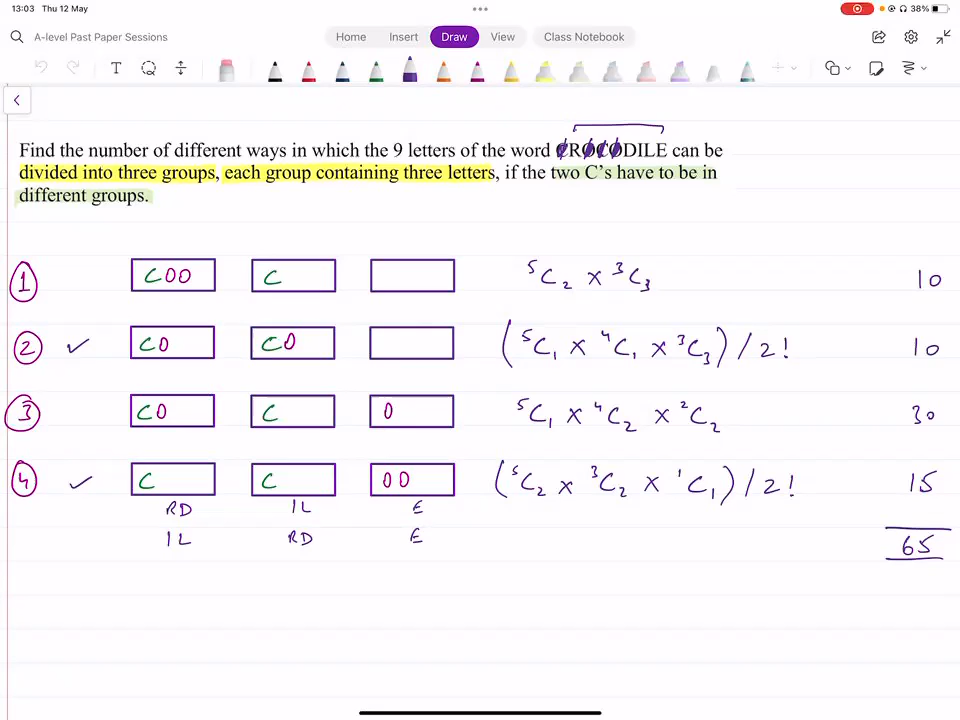 13:03 Thu 12 May
38%
A-level Past Paper Sessions
Home Insert Draw View Class Notebook
Find the number of different ways in which the 9 letters of the word CROCODILE can be
divided into three groups, each group containing three letters, if the two C's have to be in
different groups.
1 COO C ⁵C₂ × ³C₃ 10
2 ✓ CO CO (⁵C₁ × ⁴C₁ × ³C₃) / 2! 10
3 CO C O ⁵C₁ × ⁴C₂ × ²C₂ 30
4 ✓ C C OO (⁵C₂ × ³C₂ × ¹C₁) / 2! 15
RD IL E
IL RD E
65